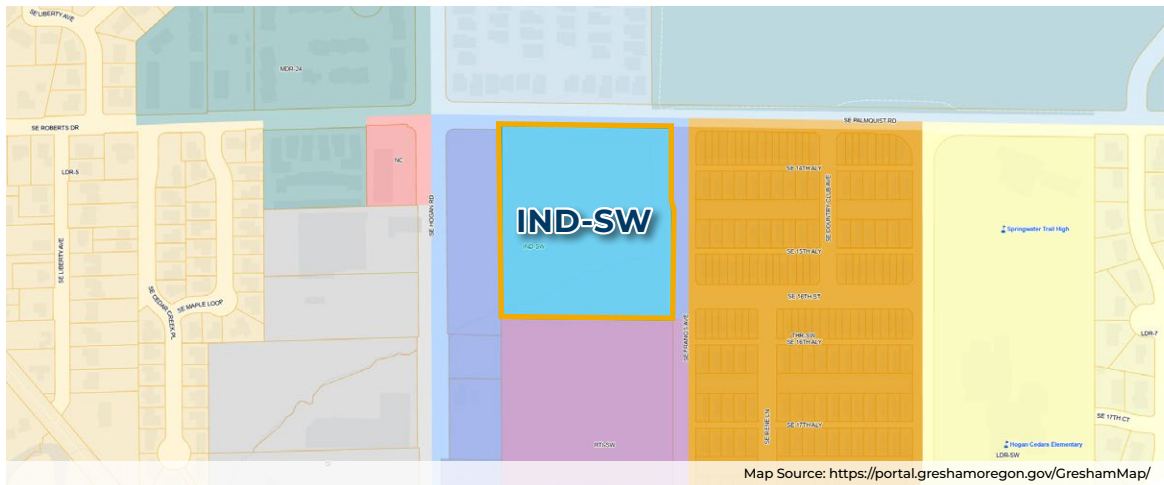 SE LIBERTY AVE
MDR-24
SE ROBERTS DR
SE PALMQUIST RD
NC
LDR-5
SE 14TH ALY
SE HOGAN RD
SE COUNTRY CLUB AVE
IND-SW
IND-SW
Springwater Trail High
SE LIBERTY AVE
SE 15TH ALY
SE CEDAR CREEK PL
SE MAPLE LOOP
SE 16TH ST
SE FRANCIS AVE
THR-SW
SE 16TH ALY
LDR-7
SE RENE LN
SE 17TH CT
SE 17TH ALY
RTI-SW
Hogan Cedars Elementary
LDR-SW
Map Source: https://portal.greshamoregon.gov/GreshamMap/